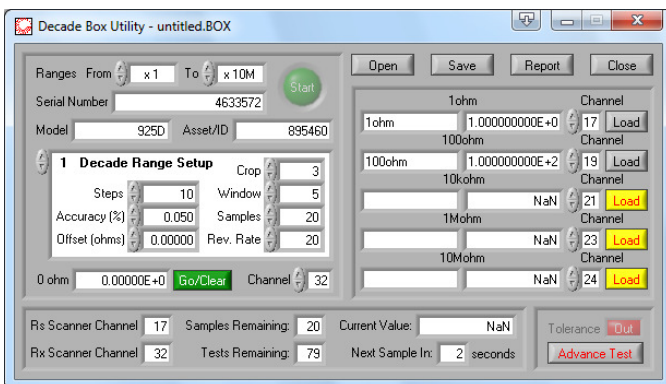 Decade Box Utility - untitled.BOX
Ranges From x 1 To x 10M Start
Serial Number 4633572
Model 925D Asset/ID 895460
1 Decade Range Setup Crop 3
Steps 10 Window 5
Accuracy (%) 0.050 Samples 20
Offset (ohms) 0.00000 Rev. Rate 20
0 ohm 0.00000E+0 Go/Clear Channel 32
Open Save Report Close
1ohm Channel
1ohm 1.000000000E+0 17 Load
100ohm Channel
100ohm 1.000000000E+2 19 Load
10kohm Channel
NaN 21 Load
1Mohm Channel
NaN 23 Load
10Mohm Channel
NaN 24 Load
Rs Scanner Channel 17 Samples Remaining: 20 Current Value: NaN Tolerance Out
Rx Scanner Channel 32 Tests Remaining: 79 Next Sample In: 2 seconds Advance Test